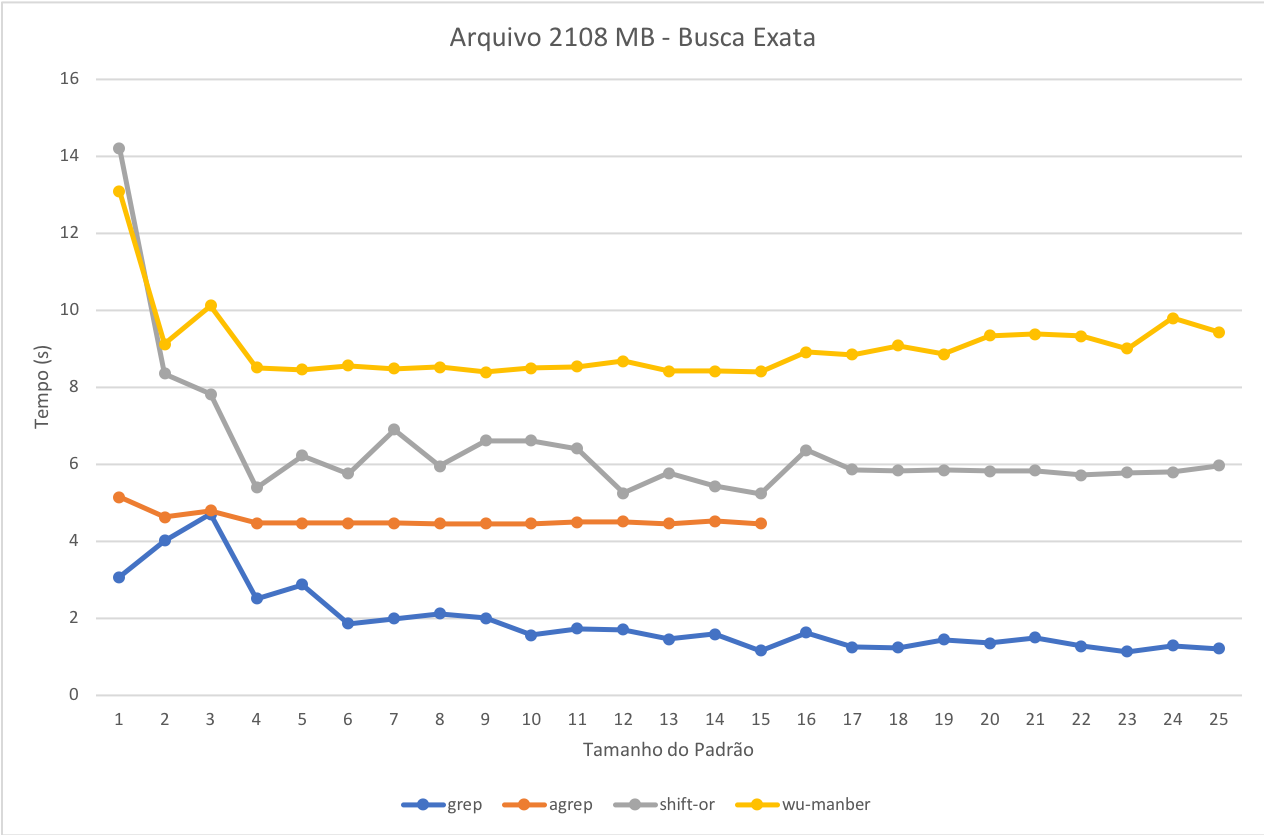 Arquivo 2108 MB - Busca Exata
16
14
12
10
8
6
4
2
0
Tempo (s)
1 2 3 4 5 6 7 8 9 10 11 12 13 14 15 16 17 18 19 20 21 22 23 24 25
Tamanho do Padrão
grep agrep shift-or wu-manber